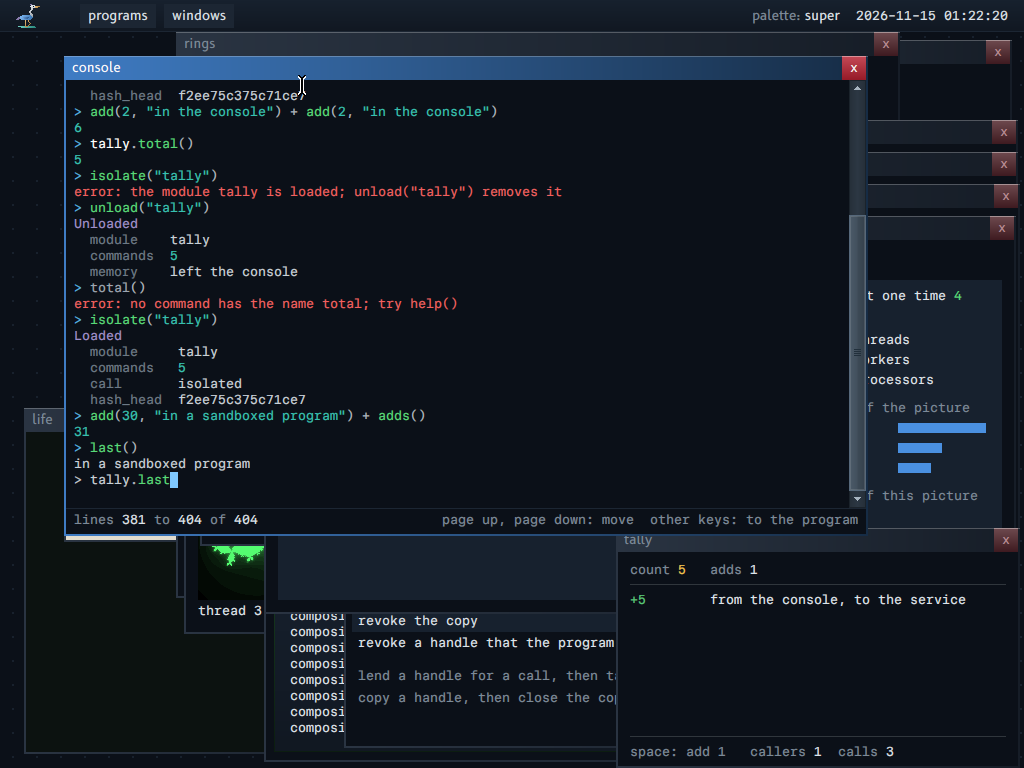 programs windows palette: super 2026-11-15 01:22:20
rings x
x
console x
hash_head f2ee75c375c71ce7
> add(2, "in the console") + add(2, "in the console")
6
> tally.total()
5
> isolate("tally")
error: the module tally is loaded; unload("tally") removes it
> unload("tally")
Unloaded
module tally
commands 5
memory left the console
> total()
error: no command has the name total; try help()
> isolate("tally")
Loaded
module tally
commands 5
call isolated
hash_head f2ee75c375c71ce7
> add(30, "in a sandboxed program") + adds()
31
> last()
in a sandboxed program
> tally.last
lines 381 to 404 of 404 page up, page down: move other keys: to the program
x
x
x
x
t one time 4
reads
rkers
rocessors
f the picture
f this picture
life
thread 3
composi
composi
composi
composi
composi
composi
composi
composi
revoke the copy
revoke a handle that the program
lend a handle for a call, then t
copy a handle, then close the co
tally x
count 5 adds 1
+5 from the console, to the service
space: add 1 callers 1 calls 3